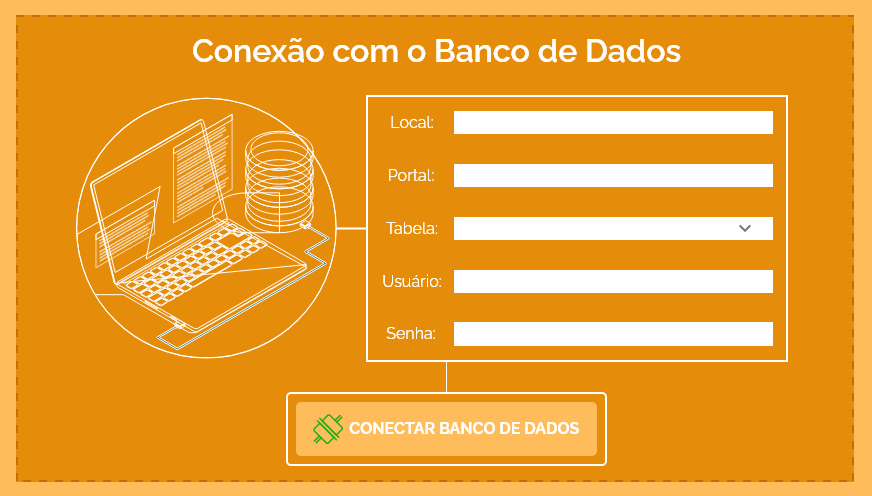 Conexão com o Banco de Dados
Local:
Portal:
Tabela:
Usuário:
Senha:
CONECTAR BANCO DE DADOS